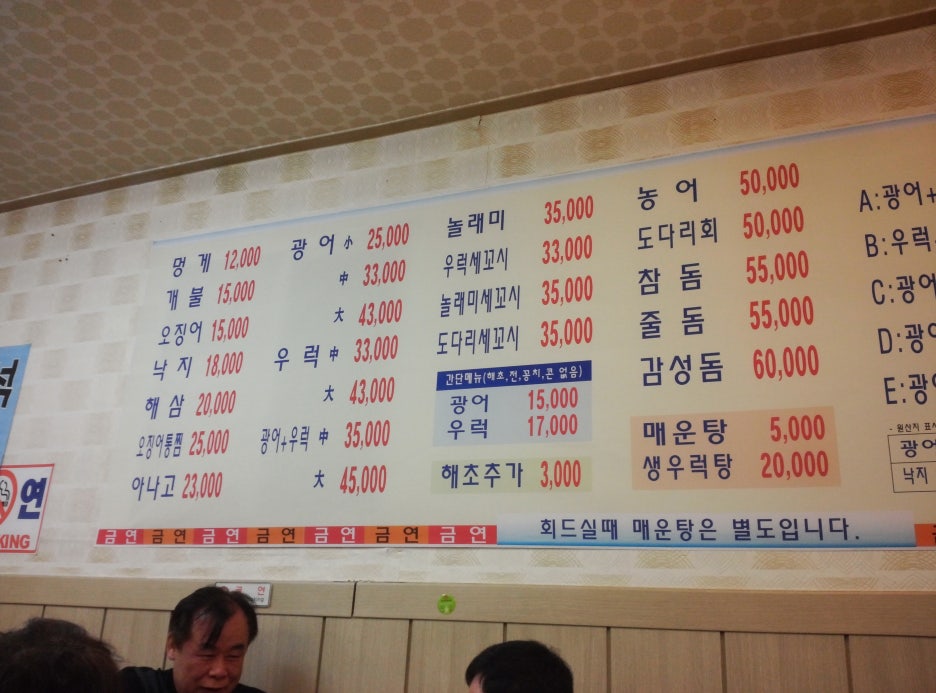 멍게 12,000
개불 15,000
오징어 15,000
낙지 18,000
해삼 20,000
오징어통찜 25,000
아나고 23,000
광어 小 25,000
中 33,000
大 43,000
우럭 中 33,000
大 43,000
광어+우럭 中 35,000
大 45,000
놀래미 35,000
우럭세꼬시 33,000
놀래미세꼬시 35,000
도다리세꼬시 35,000
간단메뉴(해초,전,꽁치,콘 없음)
광어 15,000
우럭 17,000
해초추가 3,000
농어 50,000
도다리회 50,000
참돔 55,000
줄돔 55,000
감성돔 60,000
매운탕 5,000
생우럭탕 20,000
A:광어+
B:우럭
C:광어
D:광어
E:광어
- 원산지 표시
광어
낙지
금연 금연 금연 금연 금연 금연
회드실때 매운탕은 별도입니다.
석
연
KING